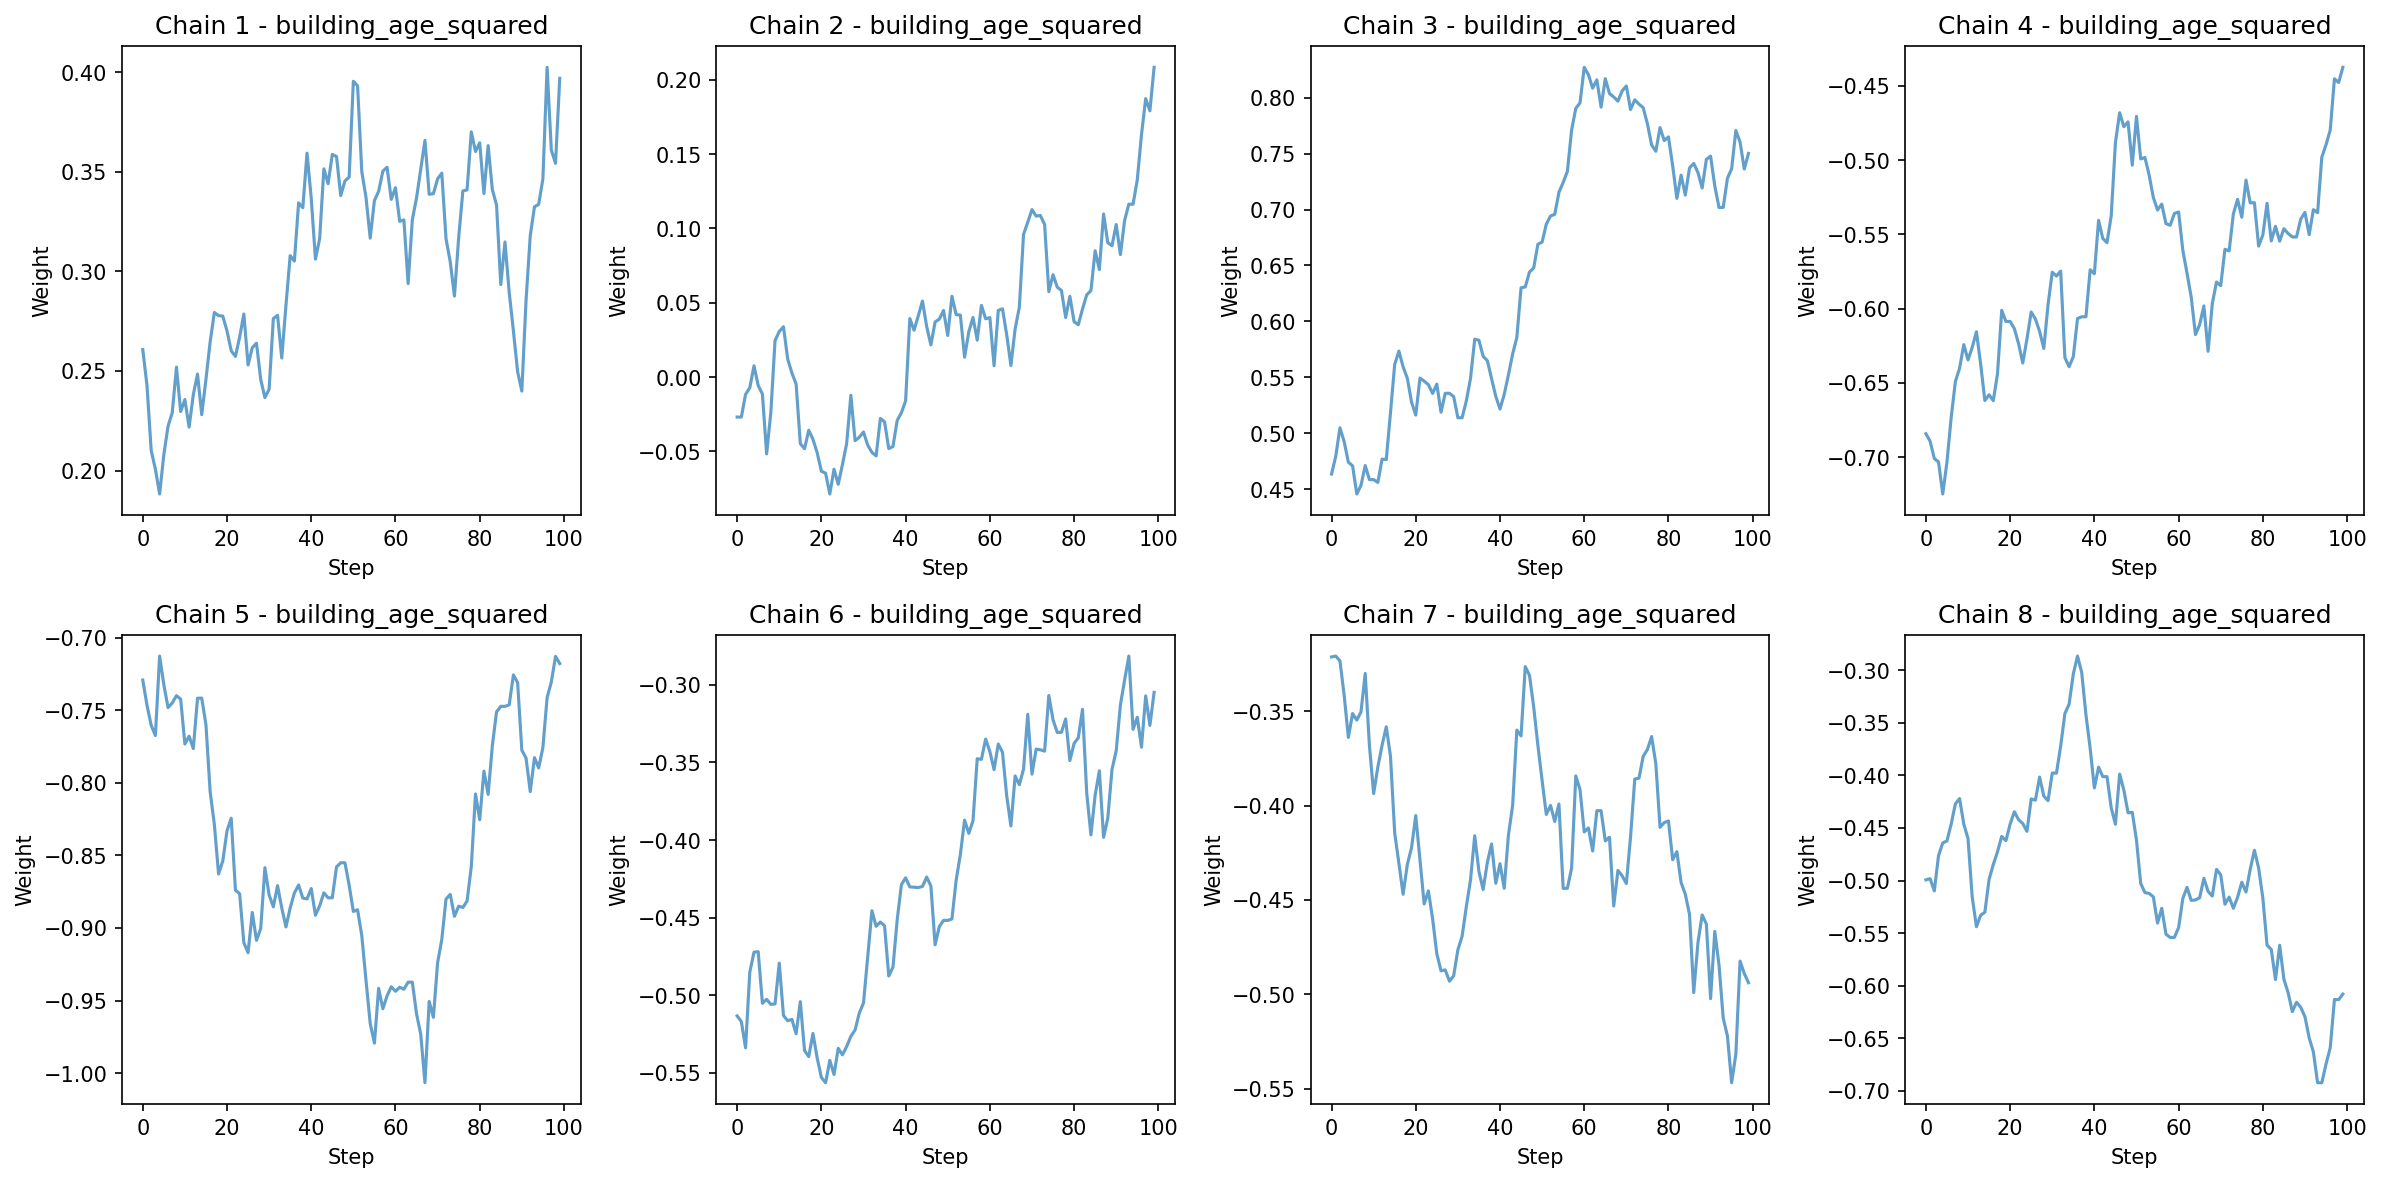 Chain 1 - building_age_squared
0.40
0.35
0.30
0.25
0.20
Weight
0 20 40 60 80 100
Step
Chain 2 - building_age_squared
0.20
0.15
0.10
0.05
0.00
−0.05
Weight
0 20 40 60 80 100
Step
Chain 3 - building_age_squared
0.80
0.75
0.70
0.65
0.60
0.55
0.50
0.45
Weight
0 20 40 60 80 100
Step
Chain 4 - building_age_squared
−0.45
−0.50
−0.55
−0.60
−0.65
−0.70
Weight
0 20 40 60 80 100
Step
Chain 5 - building_age_squared
−0.70
−0.75
−0.80
−0.85
−0.90
−0.95
−1.00
Weight
0 20 40 60 80 100
Step
Chain 6 - building_age_squared
−0.30
−0.35
−0.40
−0.45
−0.50
−0.55
Weight
0 20 40 60 80 100
Step
Chain 7 - building_age_squared
−0.35
−0.40
−0.45
−0.50
−0.55
Weight
0 20 40 60 80 100
Step
Chain 8 - building_age_squared
−0.30
−0.35
−0.40
−0.45
−0.50
−0.55
−0.60
−0.65
−0.70
Weight
0 20 40 60 80 100
Step